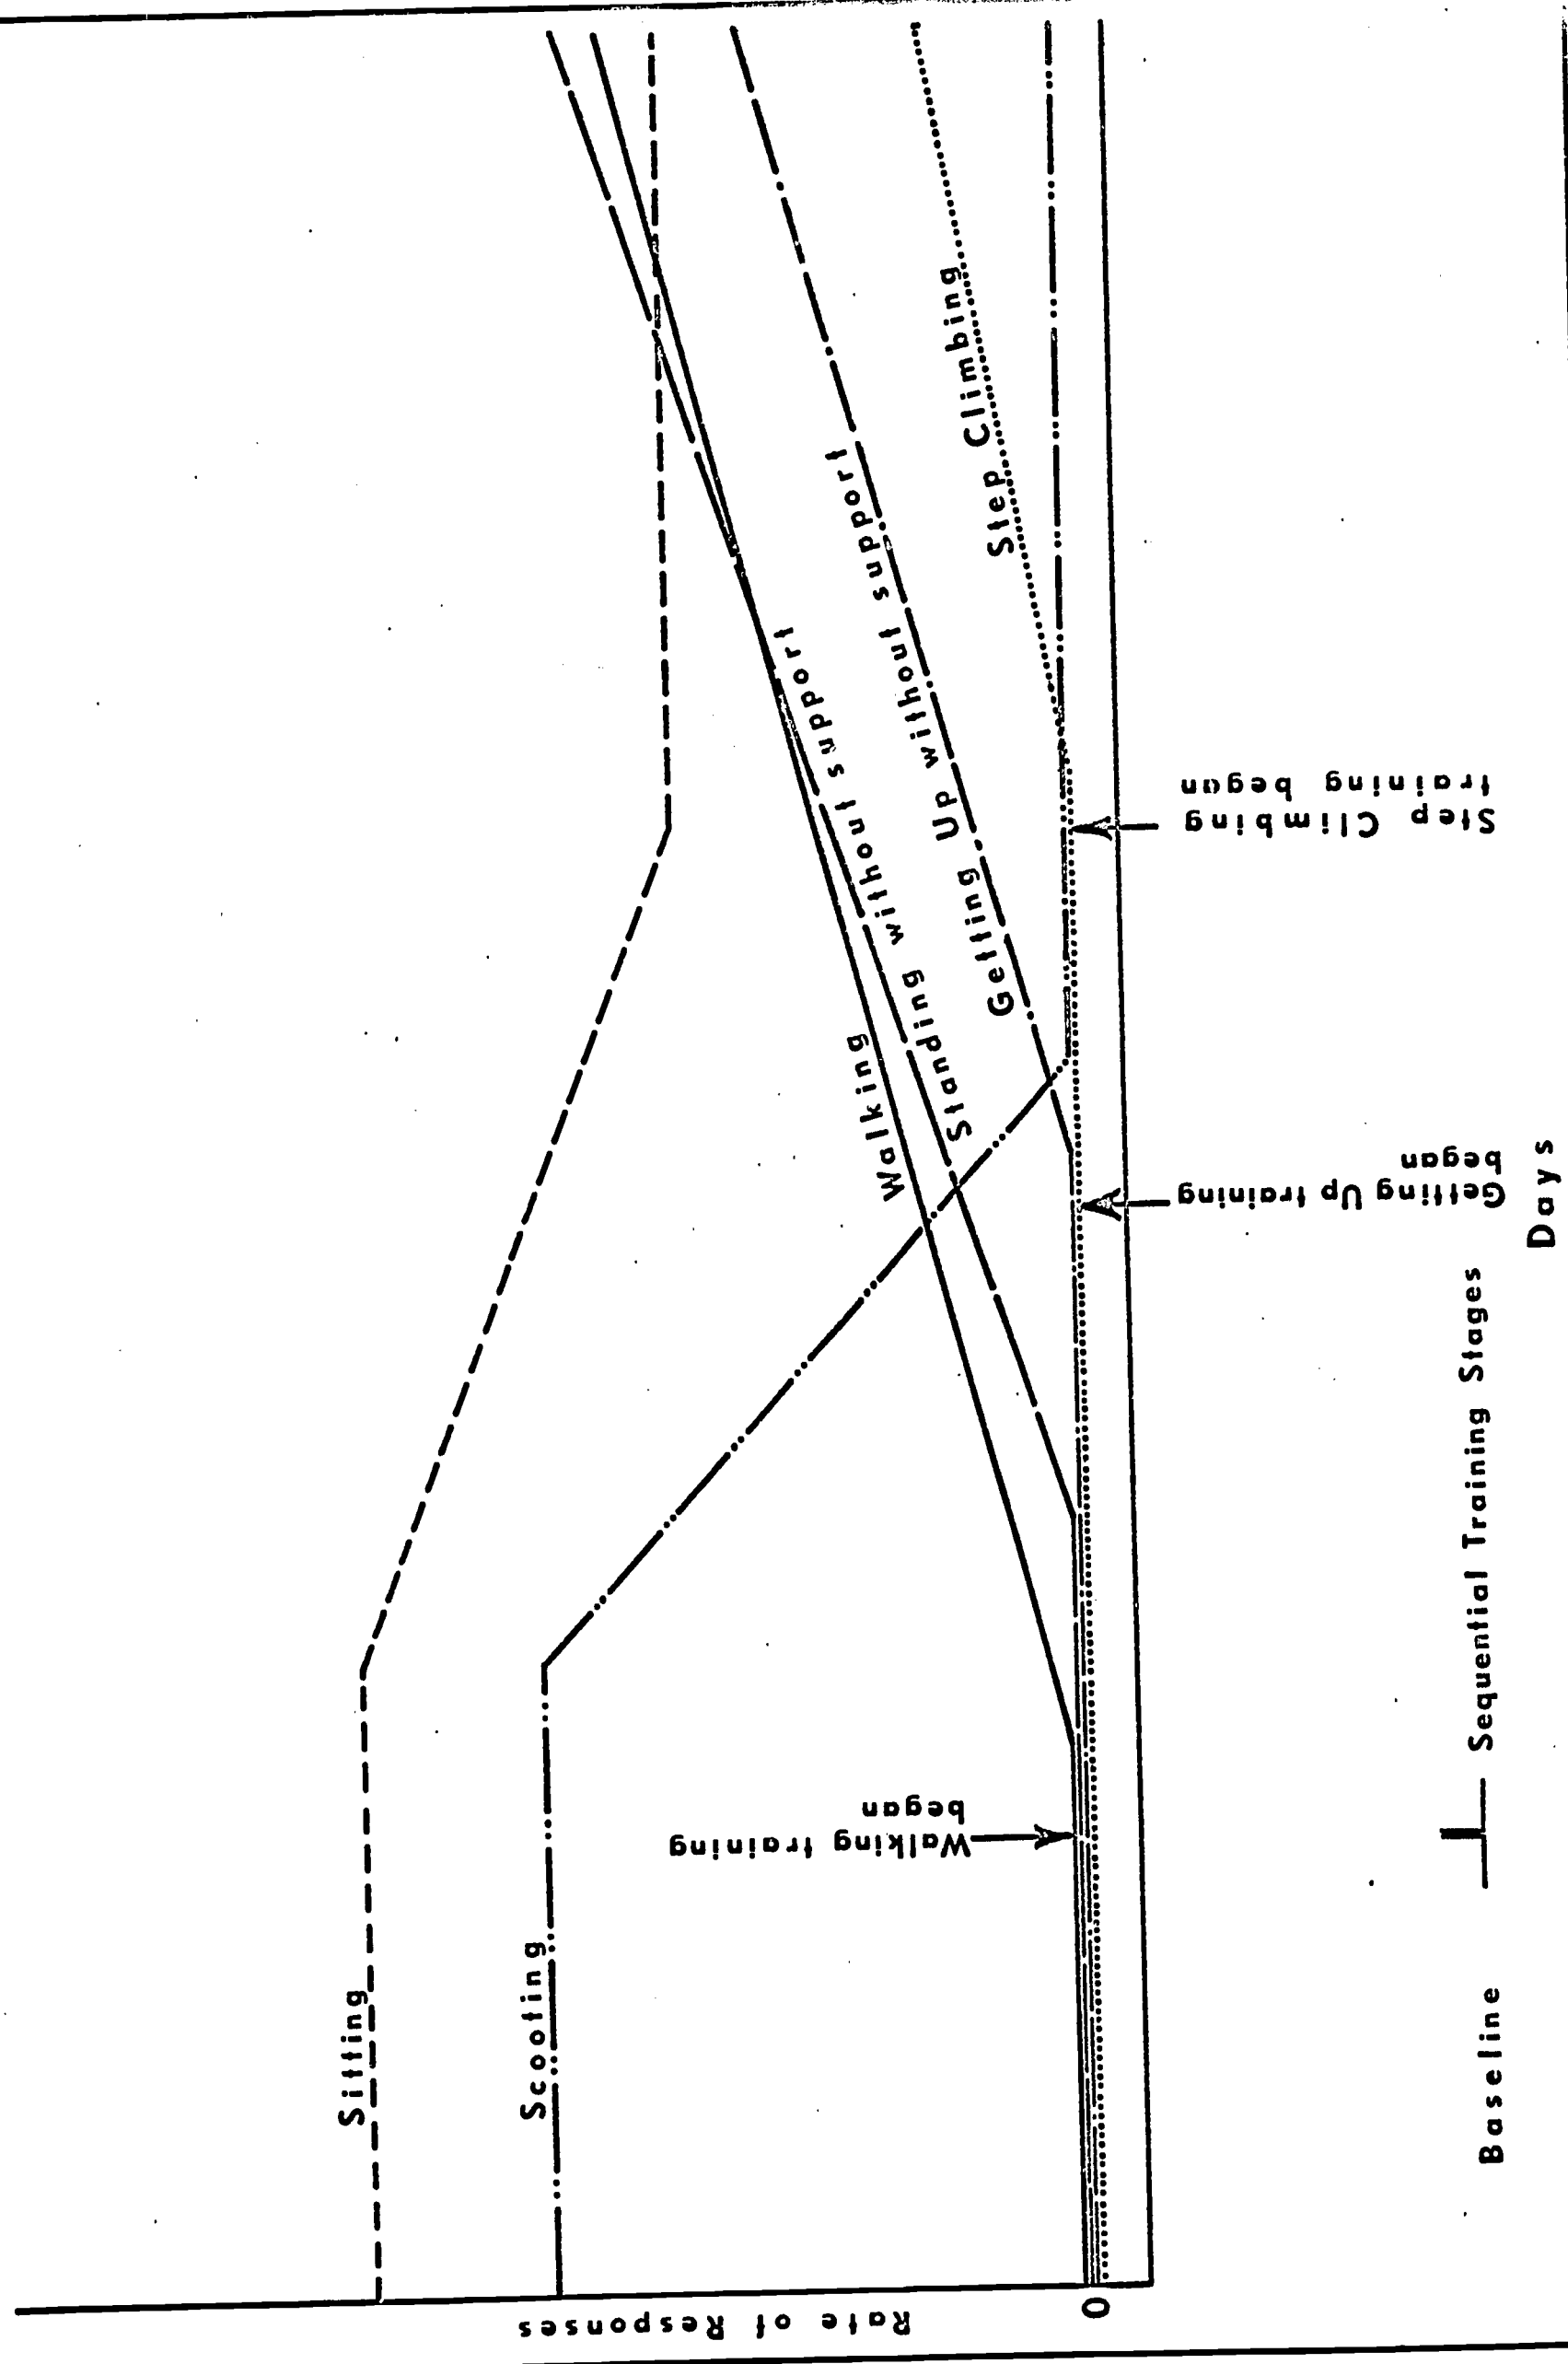 Rate of Responses
Sitting
Scooting
Walking training
began
Walking
Standing without support
Getting Up without support
Step Climbing
0
Getting Up training
began
Step Climbing
training began
Baseline
Sequential Training Stages
Days